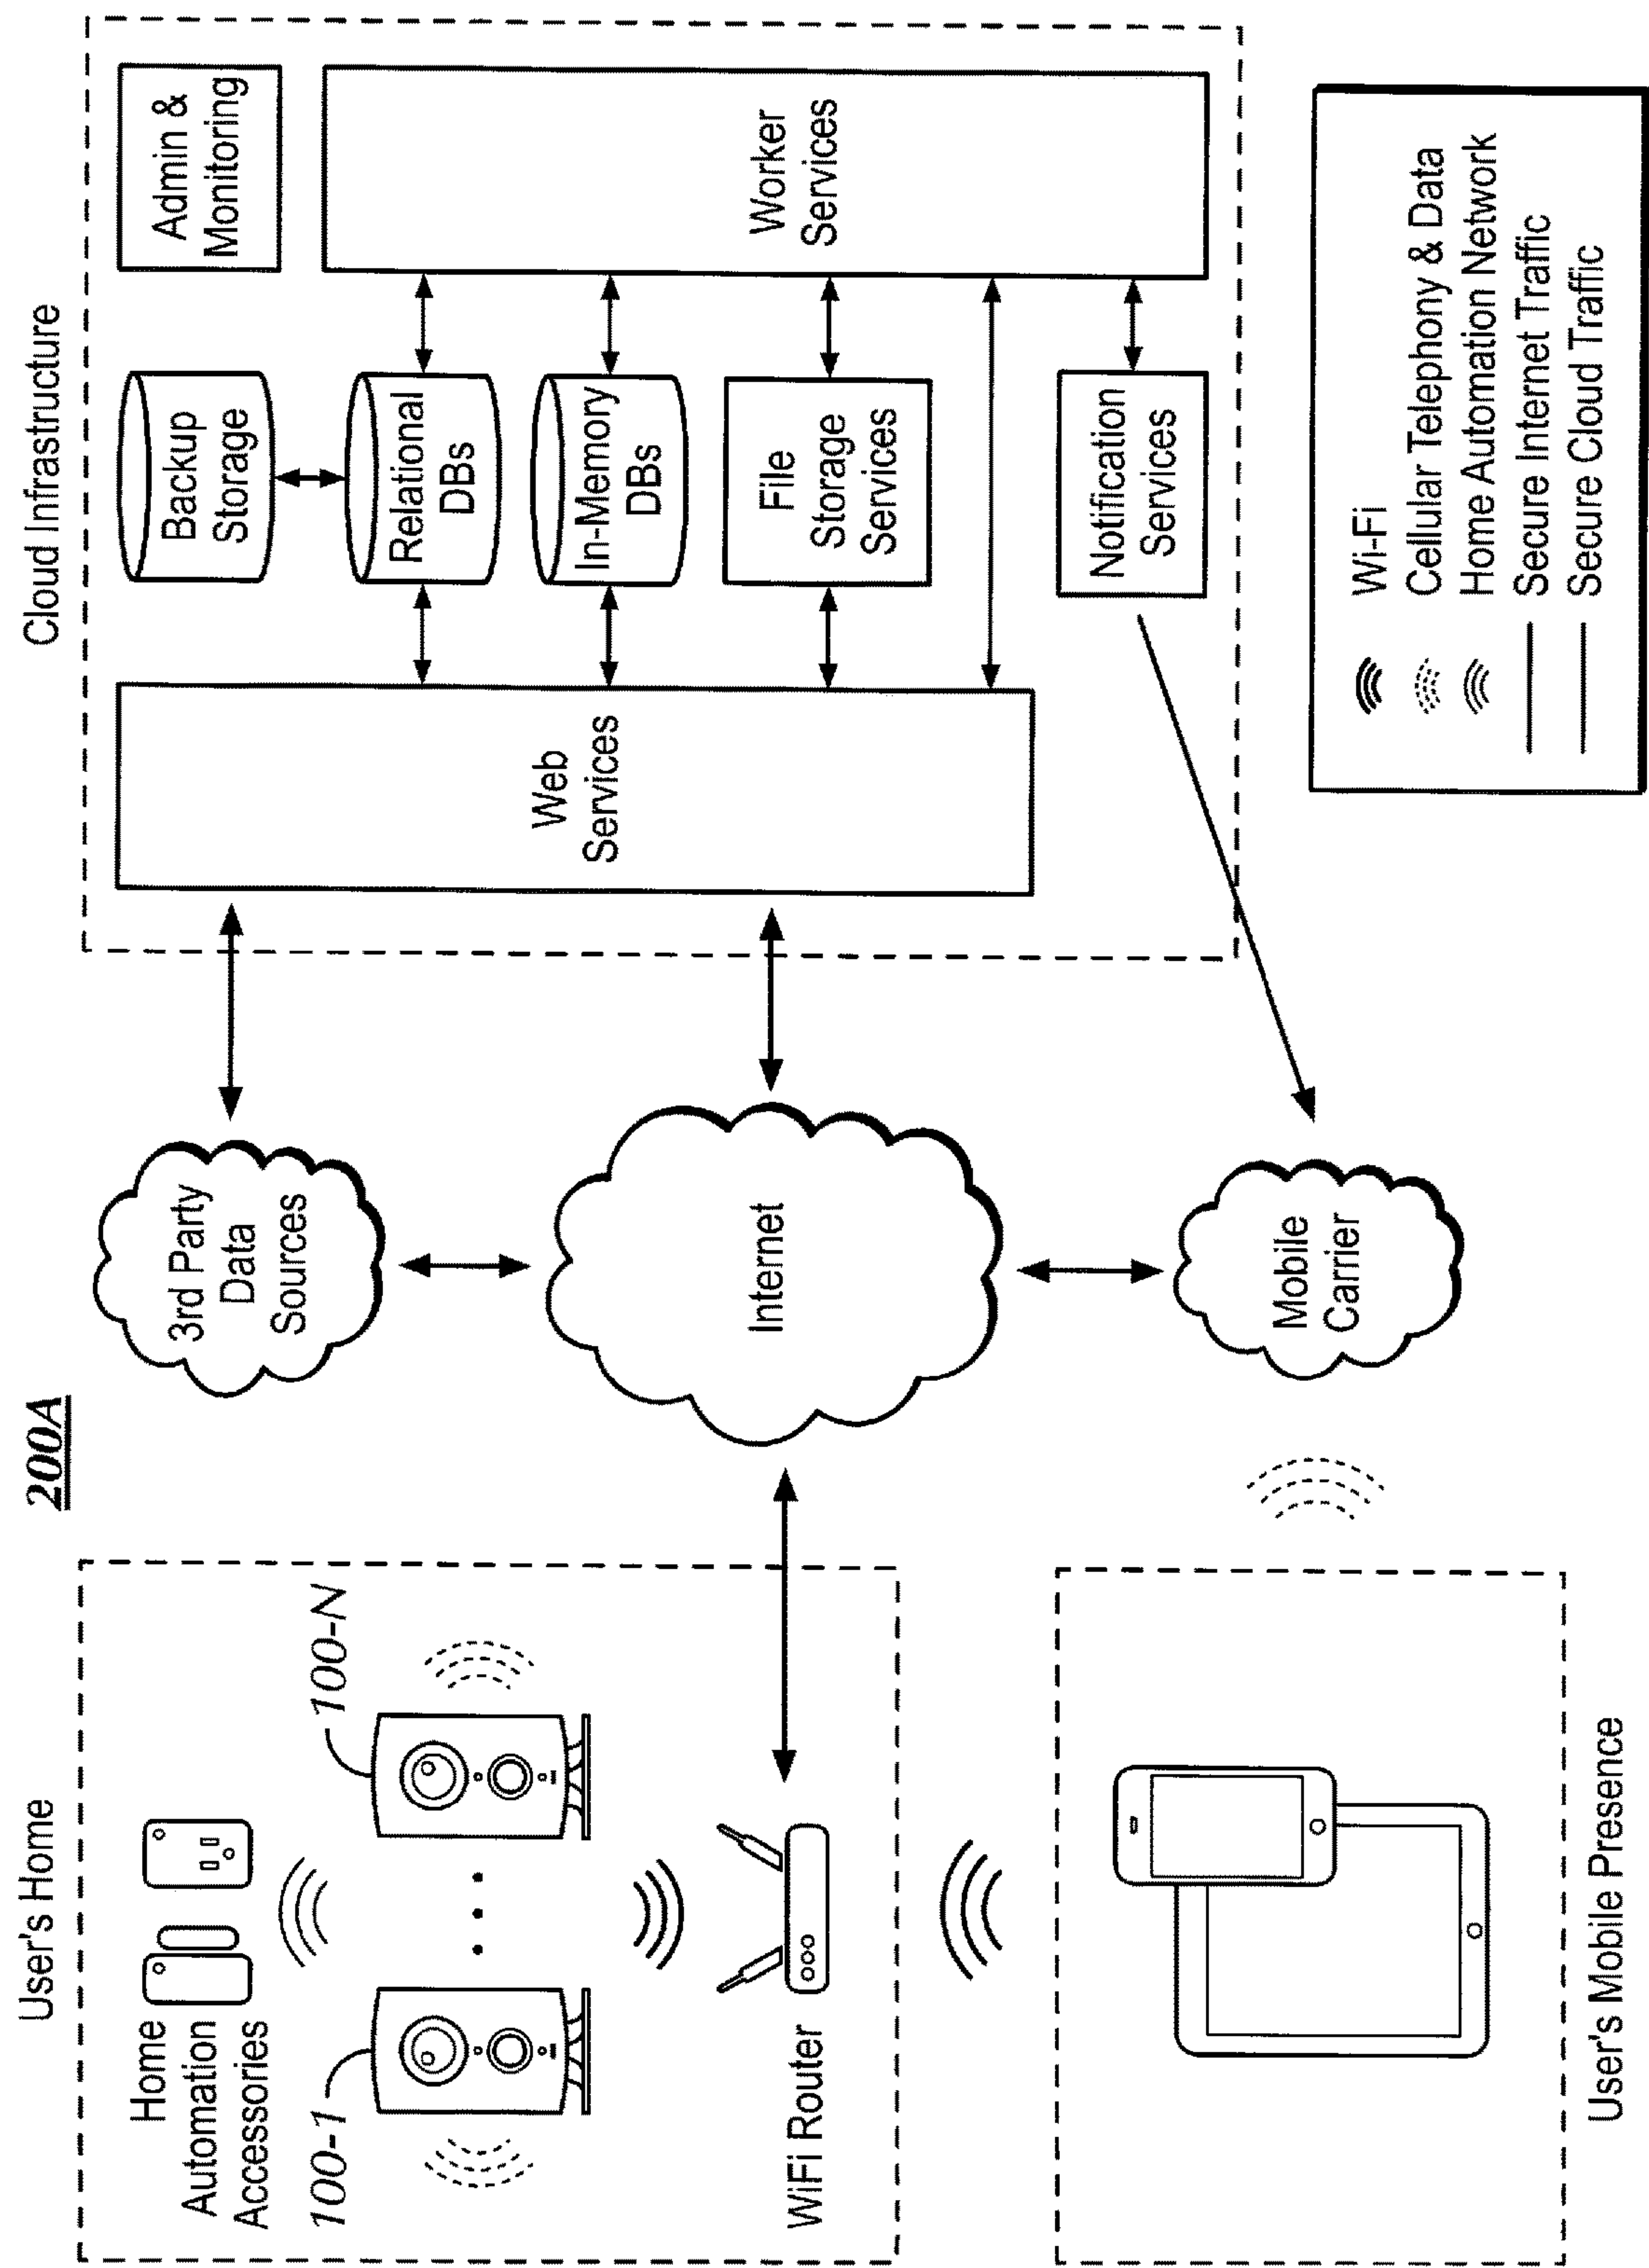 200A
User's Home
Home
Automation
Accessories
100-1
100-N
WiFi Router
User's Mobile Presence
3rd Party
Data
Sources
Internet
Mobile
Carrier
Cloud Infrastructure
Web
Services
Backup
Storage
Relational
DBs
In-Memory
DBs
File
Storage
Services
Notification
Services
Admin &
Monitoring
Worker
Services
Wi-Fi
Cellular Telephony & Data
Home Automation Network
Secure Internet Traffic
Secure Cloud Traffic